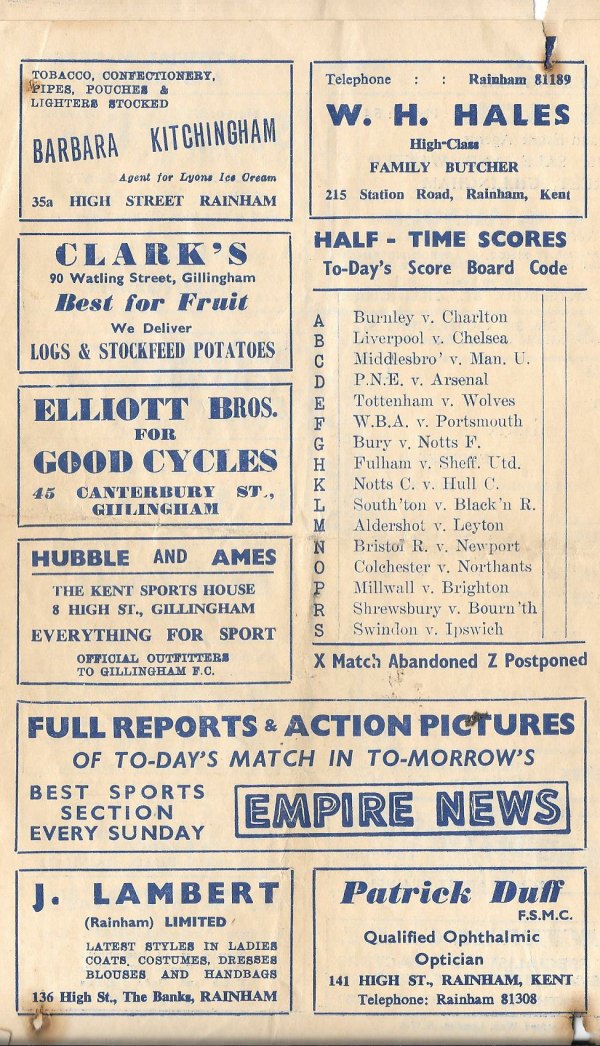 TOBACCO, CONFECTIONERY,
PIPES, POUCHES &
LIGHTERS STOCKED
BARBARA KITCHINGHAM
Agent for Lyons Ice Cream
35a HIGH STREET RAINHAM
CLARK'S
90 Watling Street, Gillingham
Best for Fruit
We Deliver
LOGS & STOCKFEED POTATOES
ELLIOTT BROS.
FOR
GOOD CYCLES
45 CANTERBURY ST.,
GIILINGHAM
HUBBLE AND AMES
THE KENT SPORTS HOUSE
8 HIGH ST., GILLINGHAM
EVERYTHING FOR SPORT
OFFICIAL OUTFITTERS
TO GILLINGHAM F.C.
Telephone : : Rainham 81189
W. H. HALES
High-Class
FAMILY BUTCHER
215 Station Road, Rainham, Kent
HALF - TIME SCORES
To-Day's Score Board Code
A Burnley v. Charlton
B Liverpool v. Chelsea
C Middlesbro' v. Man. U.
D P.N.E. v. Arsenal
E Tottenham v. Wolves
F W.B.A. v. Portsmouth
G Bury v. Notts F.
H Fulham v. Sheff. Utd.
K Notts C. v. Hull C.
L South'ton v. Black'n R.
M Aldershot v. Leyton
N Bristol R. v. Newport
O Colchester v. Northants
P Millwall v. Brighton
R Shrewsbury v. Bourn'th
S Swindon v. Ipswich
X Match Abandoned Z Postponed
FULL REPORTS & ACTION PICTURES
OF TO-DAY'S MATCH IN TO-MORROW'S
BEST SPORTS
SECTION
EVERY SUNDAY
EMPIRE NEWS
J. LAMBERT
(Rainham) LIMITED
LATEST STYLES IN LADIES
COATS, COSTUMES, DRESSES
BLOUSES AND HANDBAGS
136 High St., The Banks, RAINHAM
Patrick Duff
F.S.M.C.
Qualified Ophthalmic
Optician
141 HIGH ST., RAINHAM, KENT
Telephone: Rainham 81308